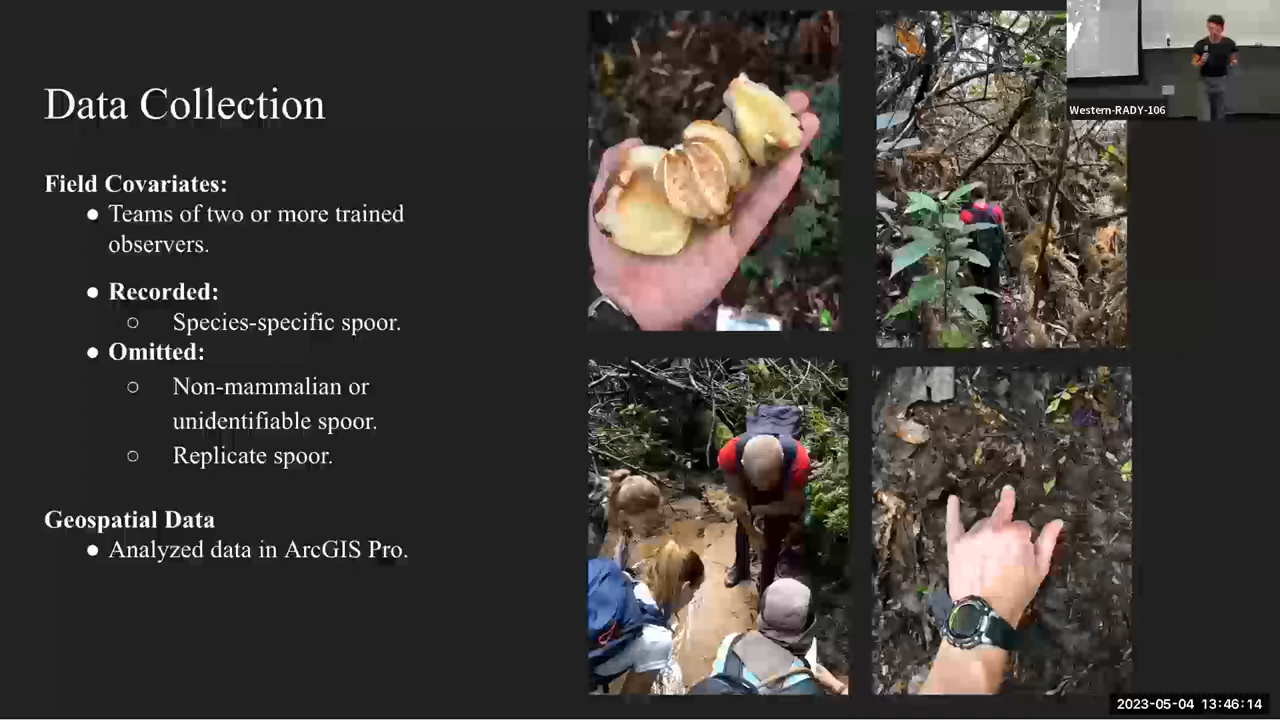 Data Collection
Field Covariates:
● Teams of two or more trained
observers.
● Recorded:
○ Species-specific spoor.
● Omitted:
○ Non-mammalian or
unidentifiable spoor.
○ Replicate spoor.
Geospatial Data
● Analyzed data in ArcGIS Pro.
Western-RADY-106
2023-05-04 13:46:14